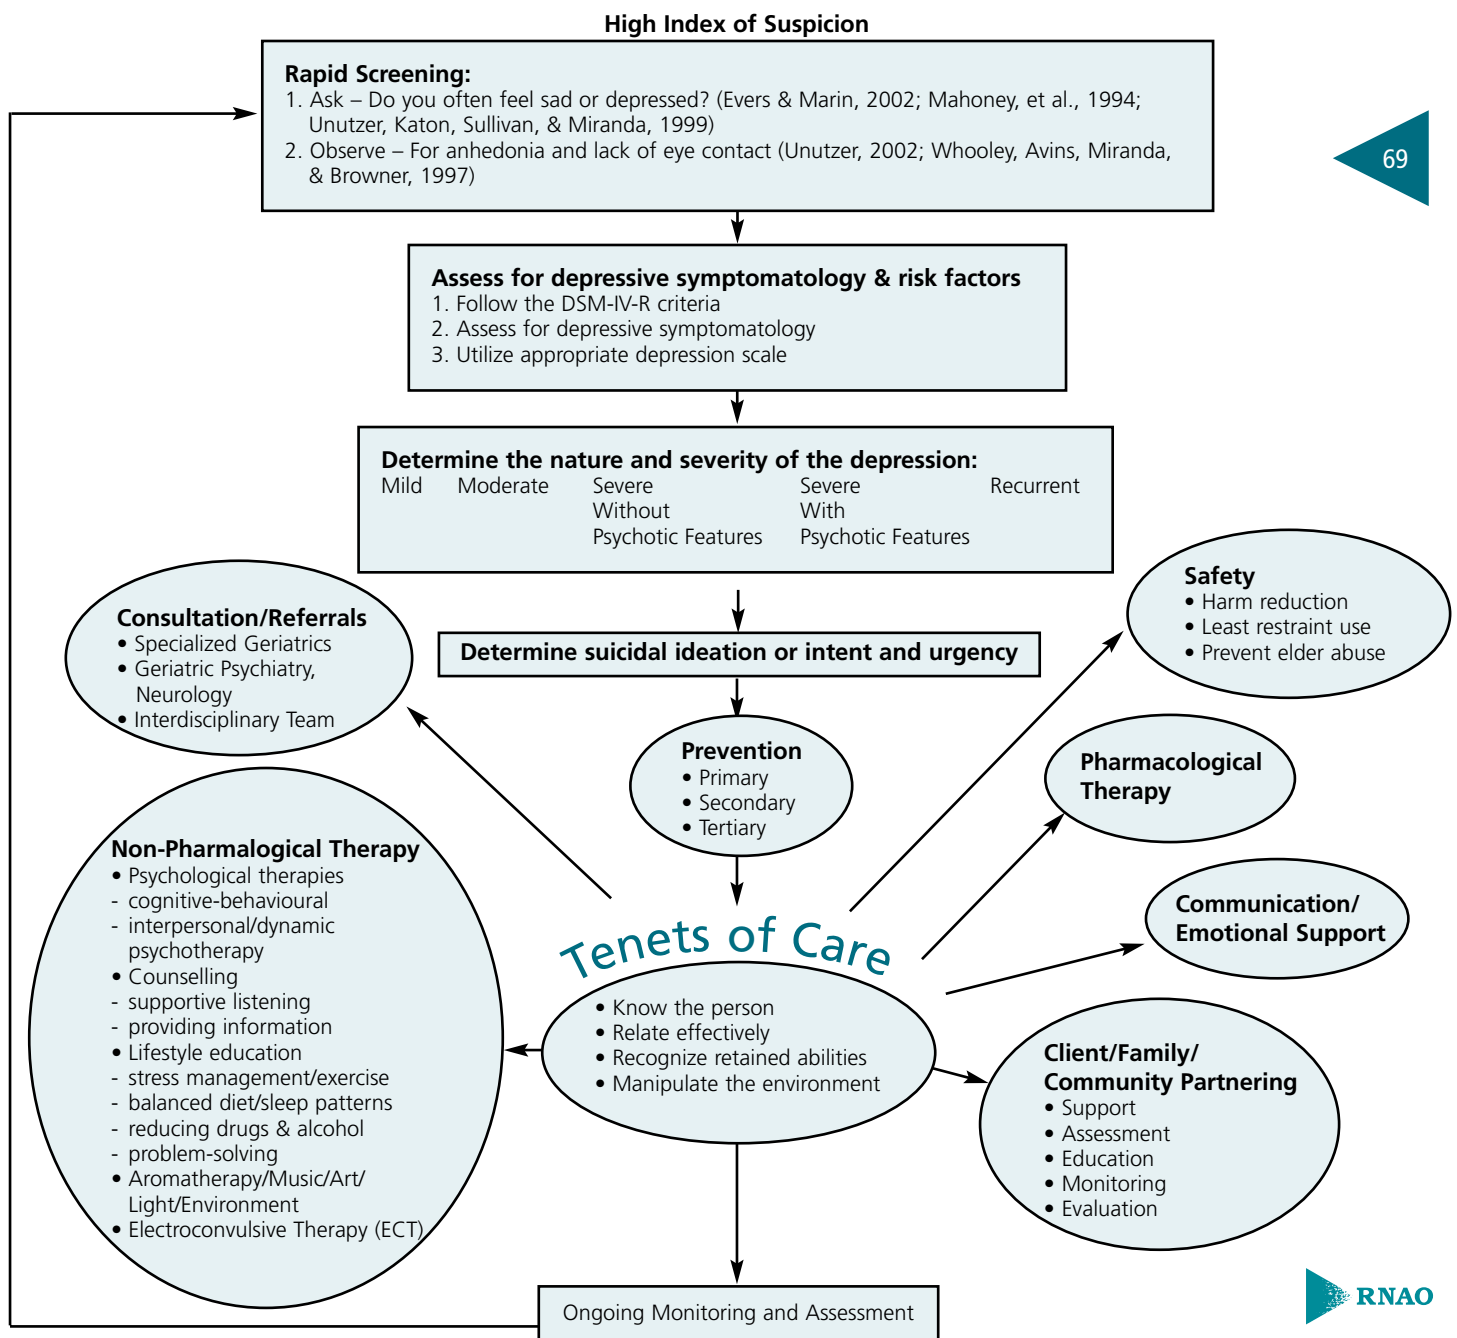 High Index of Suspicion
Rapid Screening:
1. Ask – Do you often feel sad or depressed? (Evers & Marin, 2002; Mahoney, et al., 1994;
Unutzer, Katon, Sullivan, & Miranda, 1999)
2. Observe – For anhedonia and lack of eye contact (Unutzer, 2002; Whooley, Avins, Miranda,
& Browner, 1997)
69
Assess for depressive symptomatology & risk factors
1. Follow the DSM-IV-R criteria
2. Assess for depressive symptomatology
3. Utilize appropriate depression scale
Determine the nature and severity of the depression:
Mild Moderate Severe Severe Recurrent
Without With
Psychotic Features Psychotic Features
Determine suicidal ideation or intent and urgency
Consultation/Referrals
• Specialized Geriatrics
• Geriatric Psychiatry,
Neurology
• Interdisciplinary Team
Prevention
• Primary
• Secondary
• Tertiary
Safety
• Harm reduction
• Least restraint use
• Prevent elder abuse
Pharmacological
Therapy
Communication/
Emotional Support
Non-Pharmalogical Therapy
• Psychological therapies
- cognitive-behavioural
- interpersonal/dynamic
psychotherapy
• Counselling
- supportive listening
- providing information
• Lifestyle education
- stress management/exercise
- balanced diet/sleep patterns
- reducing drugs & alcohol
- problem-solving
• Aromatherapy/Music/Art/
Light/Environment
• Electroconvulsive Therapy (ECT)
Tenets of Care
• Know the person
• Relate effectively
• Recognize retained abilities
• Manipulate the environment
Client/Family/
Community Partnering
• Support
• Assessment
• Education
• Monitoring
• Evaluation
Ongoing Monitoring and Assessment
RNAO